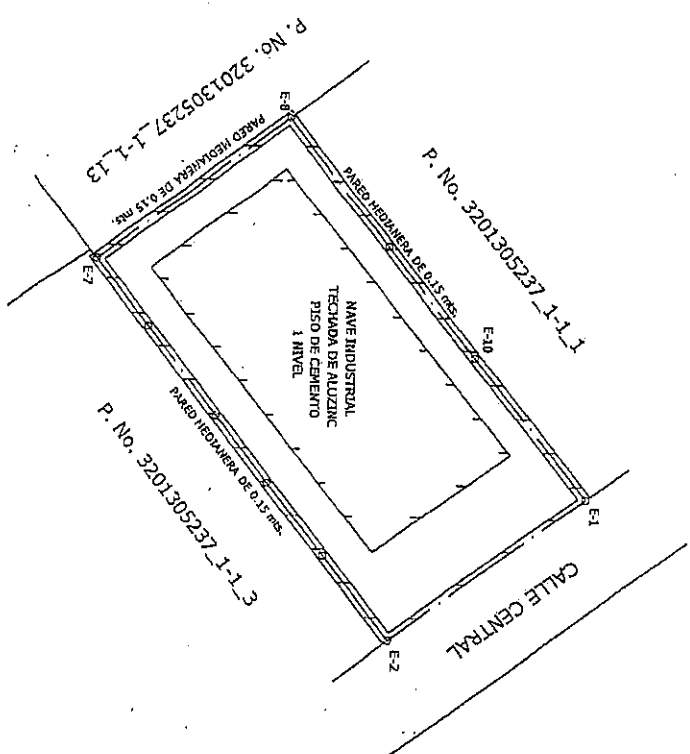 P. No. 3201305237_1-1_13
E-8
PARED MEDIANERA DE 0.15 mts.
PARED MEDIANERA DE 0.15 mts.
P. No. 3201305237_1-1_1
E-10
E-7
NAVE INDUSTRIAL
TECHADA DE ALUZINC
PISO DE CEMENTO
1 NIVEL
E-1
PARED MEDIANERA DE 0.15 mts.
P. No. 3201305237_1-1_3
CALLE CENTRAL
E-2